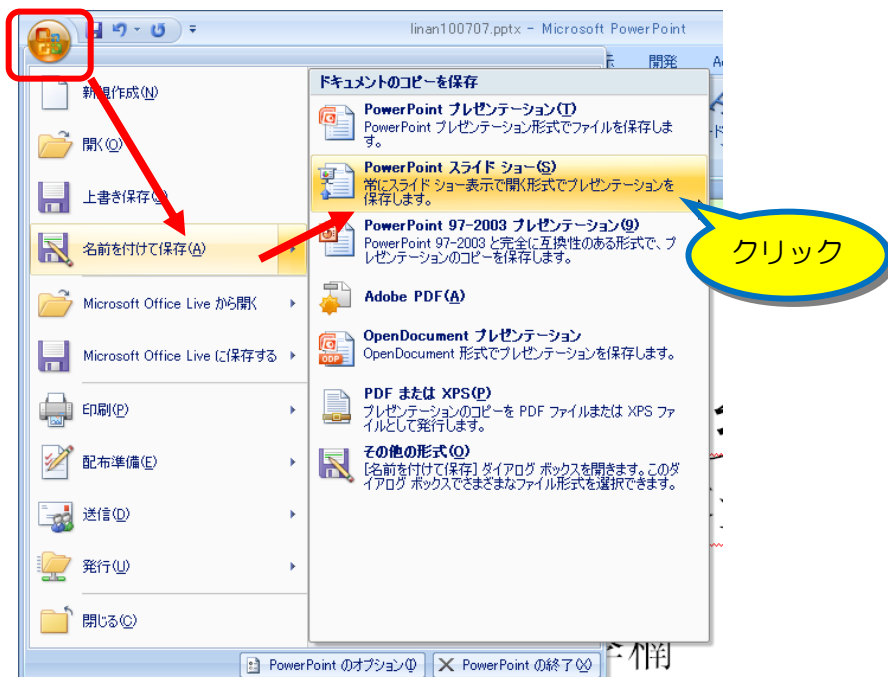 linan100707.pptx - Microsoft PowerPoint
開発
新規作成(N)
開く(O)
上書き保存
名前を付けて保存(A)
Microsoft Office Live から開く
Microsoft Office Live に保存する
印刷(P)
配布準備(E)
送信(D)
発行(U)
閉じる(C)
ドキュメントのコピーを保存
PowerPoint プレゼンテーション(T)
PowerPoint プレゼンテーション形式でファイルを保存しま
す。
PowerPoint スライド ショー(S)
常にスライド ショー表示で開く形式でプレゼンテーションを
保存します。
PowerPoint 97-2003 プレゼンテーション(9)
PowerPoint 97-2003 と完全に互換性のある形式で、プ
レゼンテーションのコピーを保存します。
Adobe PDF(A)
OpenDocument プレゼンテーション
OpenDocument 形式でプレゼンテーションを保存します。
PDF または XPS(P)
プレゼンテーションのコピーを PDF ファイルまたは XPS ファ
イルとして発行します。
その他の形式(O)
[名前を付けて保存] ダイアログ ボックスを開きます。このダ
イアログ ボックスでさまざまなファイル形式を選択できます。
クリック
PowerPoint のオプション(I)
PowerPoint の終了(X)